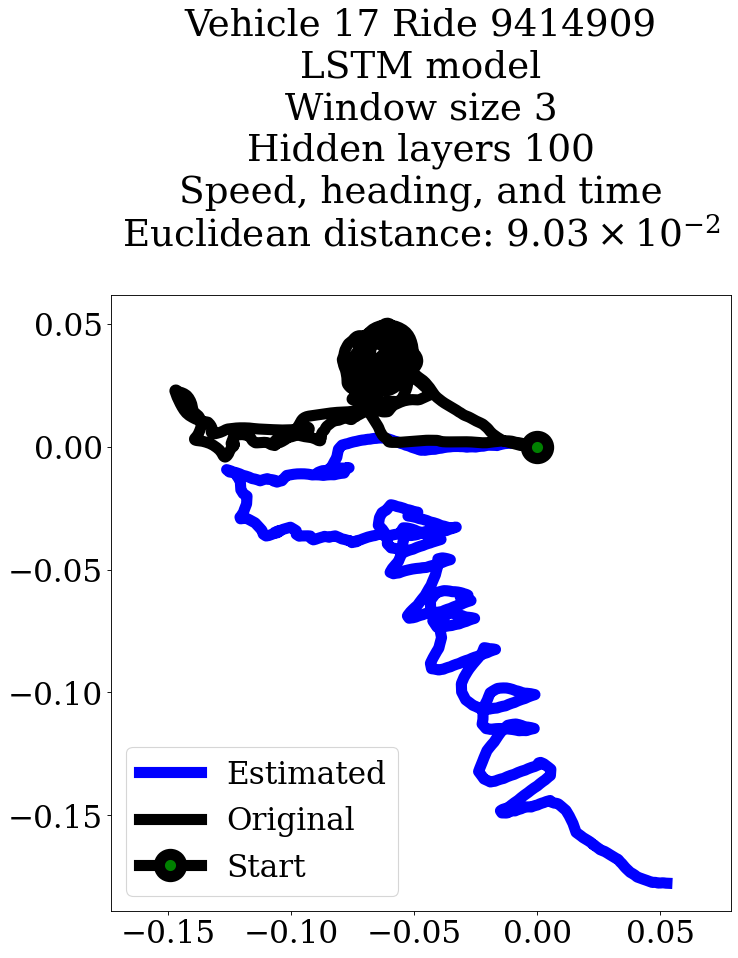 Vehicle 17 Ride 9414909
LSTM model
Window size 3
Hidden layers 100
Speed, heading, and time
Euclidean distance: 9.03 × 10⁻²
0.05
0.00
−0.05
−0.10
−0.15
Estimated
Original
Start
−0.15 −0.10 −0.05 0.00 0.05